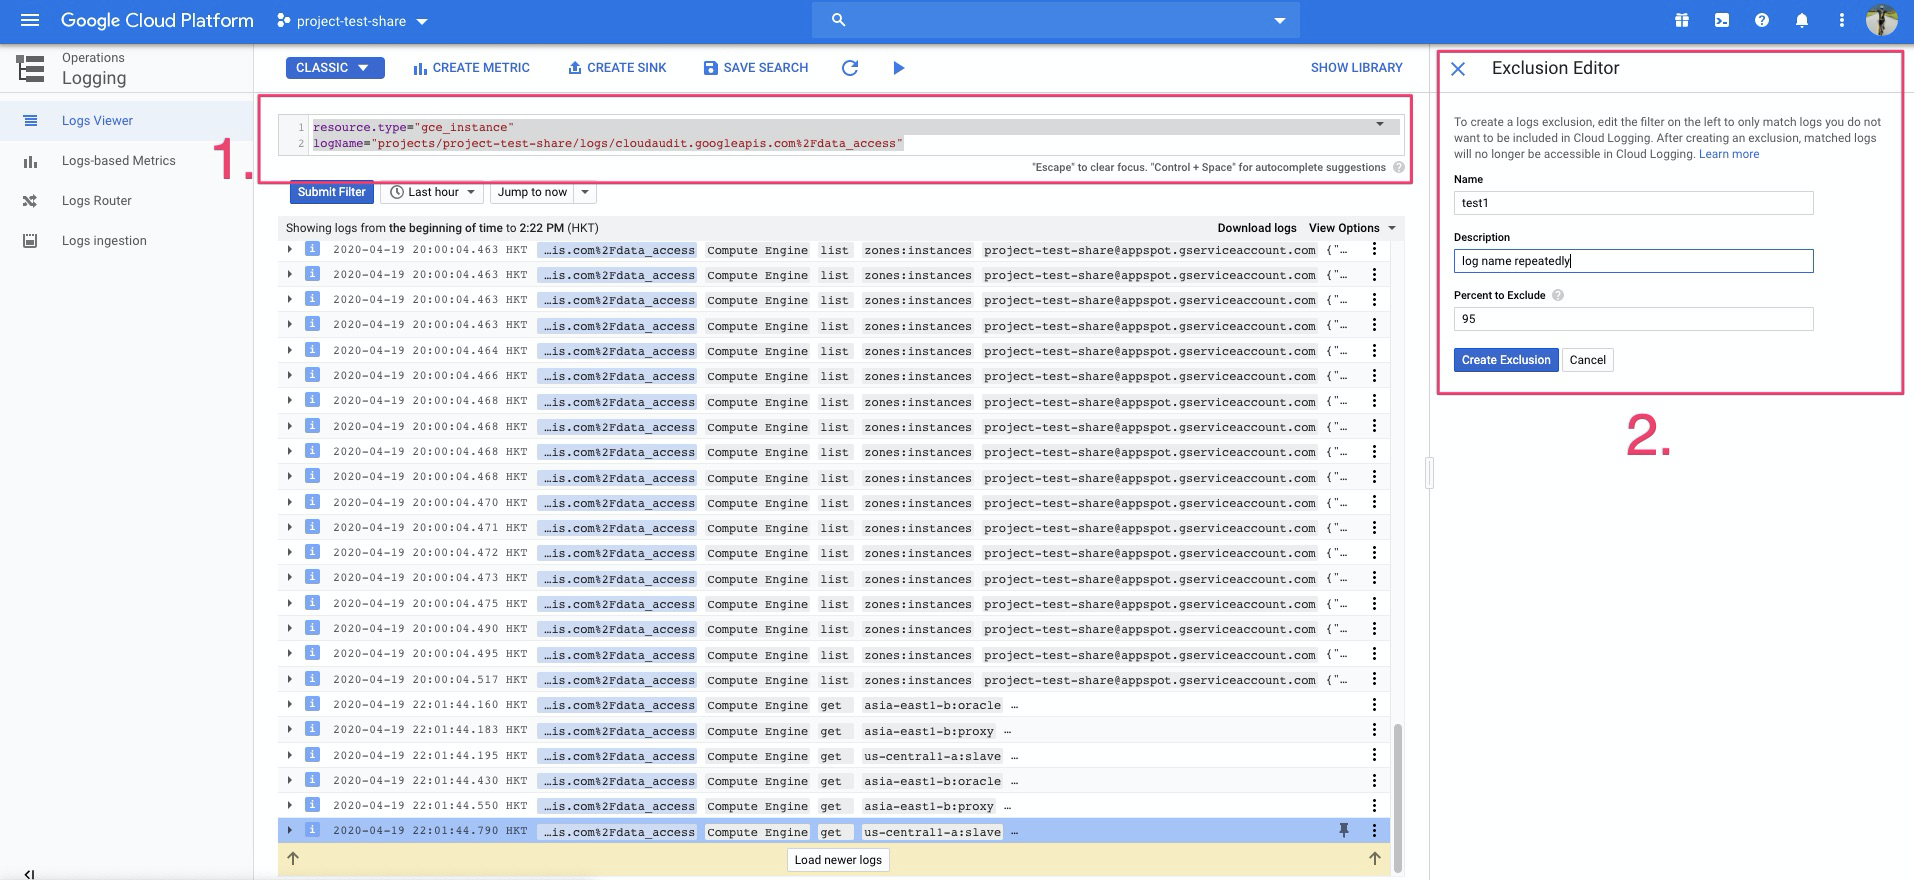 Google Cloud Platform
project-test-share
Operations
Logging
Logs Viewer
Logs-based Metrics
Logs Router
Logs ingestion
CLASSIC
CREATE METRIC
CREATE SINK
SAVE SEARCH
SHOW LIBRARY
1.
1 resource.type="gce_instance"
2 logName="projects/project-test-share/logs/cloudaudit.googleapis.com%2Fdata_access"
"Escape" to clear focus. "Control + Space" for autocomplete suggestions ?
Submit Filter
Last hour
Jump to now
Showing logs from the beginning of time to 2:22 PM (HKT)
Download logs
View Options
i 2020-04-19 20:00:04.463 HKT …is.com%2Fdata_access Compute Engine list zones:instances project-test-share@appspot.gserviceaccount.com {"…
i 2020-04-19 20:00:04.463 HKT …is.com%2Fdata_access Compute Engine list zones:instances project-test-share@appspot.gserviceaccount.com {"…
i 2020-04-19 20:00:04.463 HKT …is.com%2Fdata_access Compute Engine list zones:instances project-test-share@appspot.gserviceaccount.com {"…
i 2020-04-19 20:00:04.463 HKT …is.com%2Fdata_access Compute Engine list zones:instances project-test-share@appspot.gserviceaccount.com {"…
i 2020-04-19 20:00:04.464 HKT …is.com%2Fdata_access Compute Engine list zones:instances project-test-share@appspot.gserviceaccount.com {"…
i 2020-04-19 20:00:04.466 HKT …is.com%2Fdata_access Compute Engine list zones:instances project-test-share@appspot.gserviceaccount.com {"…
i 2020-04-19 20:00:04.468 HKT …is.com%2Fdata_access Compute Engine list zones:instances project-test-share@appspot.gserviceaccount.com {"…
i 2020-04-19 20:00:04.468 HKT …is.com%2Fdata_access Compute Engine list zones:instances project-test-share@appspot.gserviceaccount.com {"…
i 2020-04-19 20:00:04.468 HKT …is.com%2Fdata_access Compute Engine list zones:instances project-test-share@appspot.gserviceaccount.com {"…
i 2020-04-19 20:00:04.468 HKT …is.com%2Fdata_access Compute Engine list zones:instances project-test-share@appspot.gserviceaccount.com {"…
i 2020-04-19 20:00:04.470 HKT …is.com%2Fdata_access Compute Engine list zones:instances project-test-share@appspot.gserviceaccount.com {"…
i 2020-04-19 20:00:04.471 HKT …is.com%2Fdata_access Compute Engine list zones:instances project-test-share@appspot.gserviceaccount.com {"…
i 2020-04-19 20:00:04.472 HKT …is.com%2Fdata_access Compute Engine list zones:instances project-test-share@appspot.gserviceaccount.com {"…
i 2020-04-19 20:00:04.473 HKT …is.com%2Fdata_access Compute Engine list zones:instances project-test-share@appspot.gserviceaccount.com {"…
i 2020-04-19 20:00:04.475 HKT …is.com%2Fdata_access Compute Engine list zones:instances project-test-share@appspot.gserviceaccount.com {"…
i 2020-04-19 20:00:04.490 HKT …is.com%2Fdata_access Compute Engine list zones:instances project-test-share@appspot.gserviceaccount.com {"…
i 2020-04-19 20:00:04.495 HKT …is.com%2Fdata_access Compute Engine list zones:instances project-test-share@appspot.gserviceaccount.com {"…
i 2020-04-19 20:00:04.517 HKT …is.com%2Fdata_access Compute Engine list zones:instances project-test-share@appspot.gserviceaccount.com {"…
i 2020-04-19 22:01:44.160 HKT …is.com%2Fdata_access Compute Engine get asia-east1-b:oracle …
i 2020-04-19 22:01:44.183 HKT …is.com%2Fdata_access Compute Engine get asia-east1-b:proxy …
i 2020-04-19 22:01:44.195 HKT …is.com%2Fdata_access Compute Engine get us-central1-a:slave …
i 2020-04-19 22:01:44.430 HKT …is.com%2Fdata_access Compute Engine get asia-east1-b:oracle …
i 2020-04-19 22:01:44.550 HKT …is.com%2Fdata_access Compute Engine get asia-east1-b:proxy …
i 2020-04-19 22:01:44.790 HKT …is.com%2Fdata_access Compute Engine get us-central1-a:slave …
Load newer logs
Exclusion Editor
To create a logs exclusion, edit the filter on the left to only match logs you do not
want to be included in Cloud Logging. After creating an exclusion, matched logs
will no longer be accessible in Cloud Logging. Learn more
Name
test1
Description
log name repeatedly
Percent to Exclude ?
95
Create Exclusion
Cancel
2.